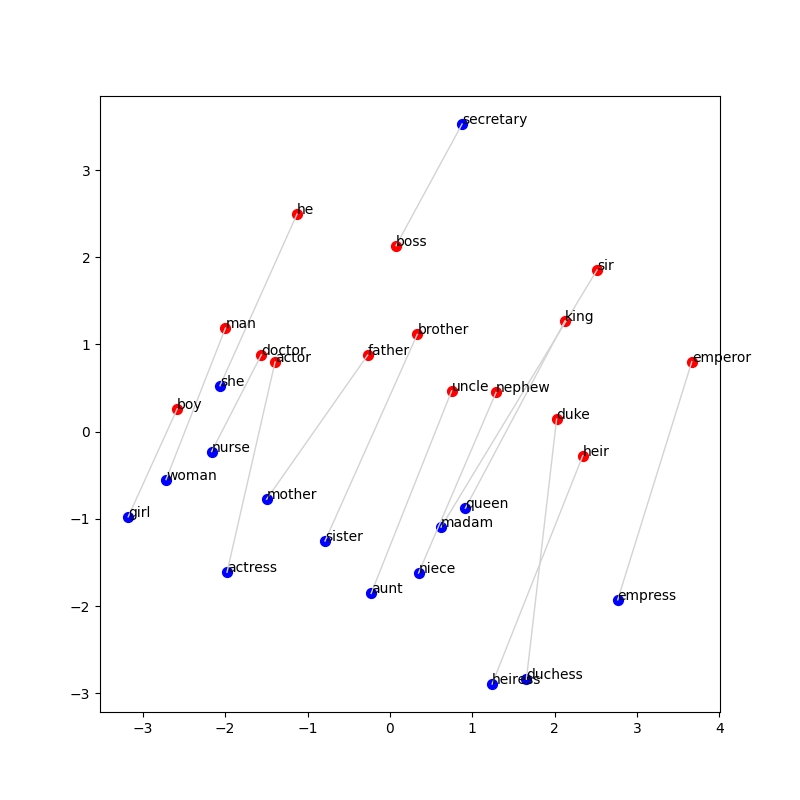 secretary
he
boss
sir
king
man
brother
doctor
father
actor
emperor
she
uncle
nephew
boy
duke
nurse
heir
woman
mother
queen
girl
madam
sister
actress
niece
aunt
empress
duchess
heiress
3
2
1
0
−1
−2
−3
−3 −2 −1 0 1 2 3 4